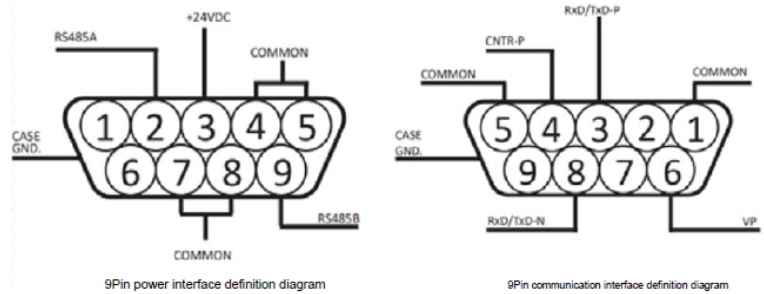 RxD/TxD-P
+24VDC
RS485A
CNTR-P
COMMON
COMMON
COMMON
1 2 3 4 5
5 4 3 2 1
CASE
GND.
CASE
GND.
6 7 8 9
9 8 7 6
RS485B
RxD/TxD-N
VP
COMMON
9Pin power interface definition diagram
9Pin communication interface definition diagram